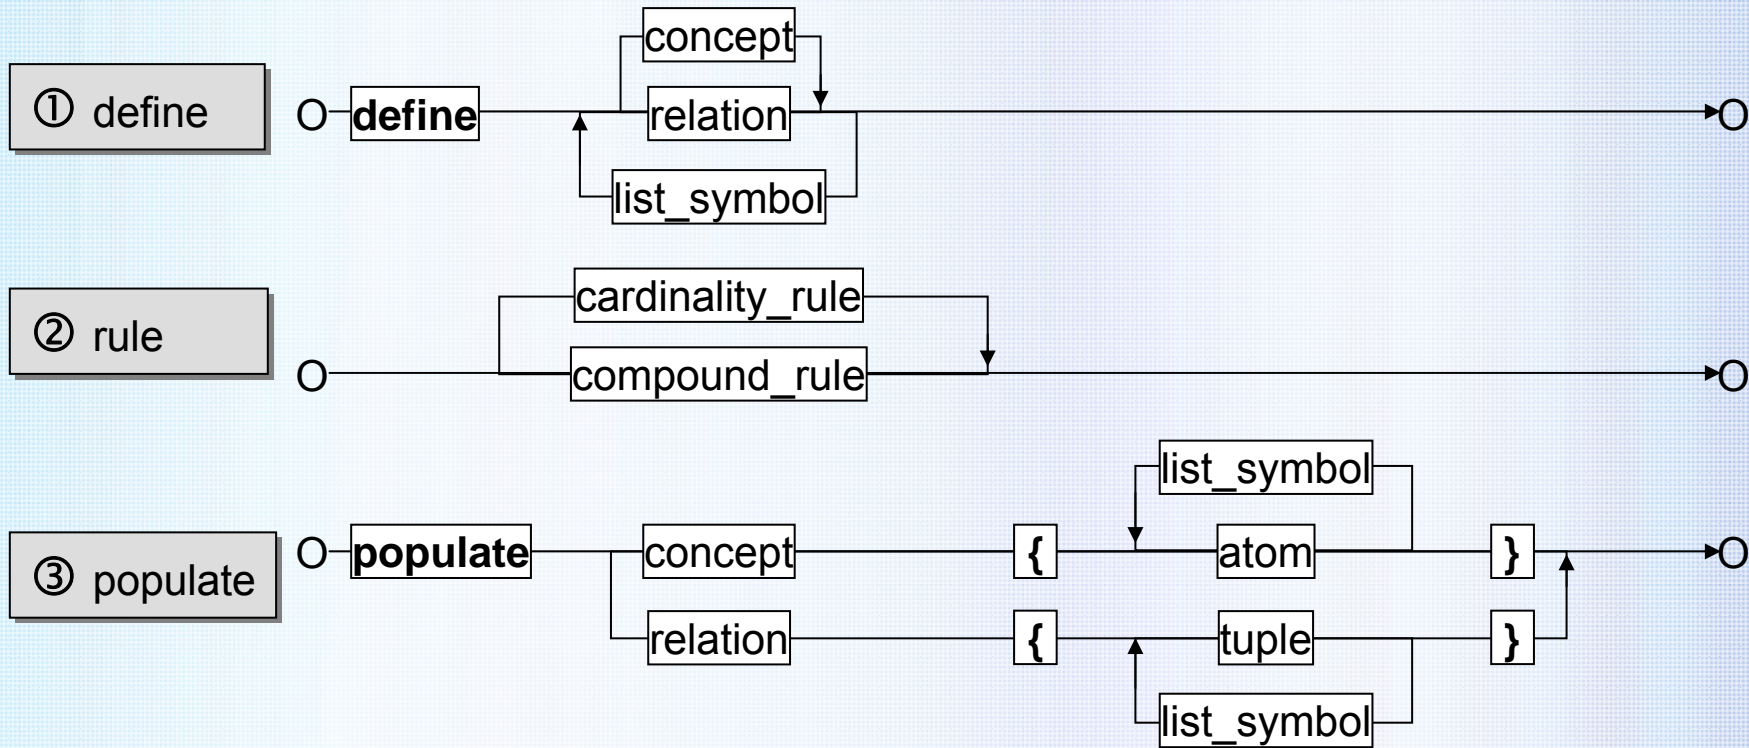 concept
① define O define relation O
list_symbol
cardinality_rule
② rule
O compound_rule O
list_symbol
③ populate O populate concept { atom } O
relation { tuple }
list_symbol